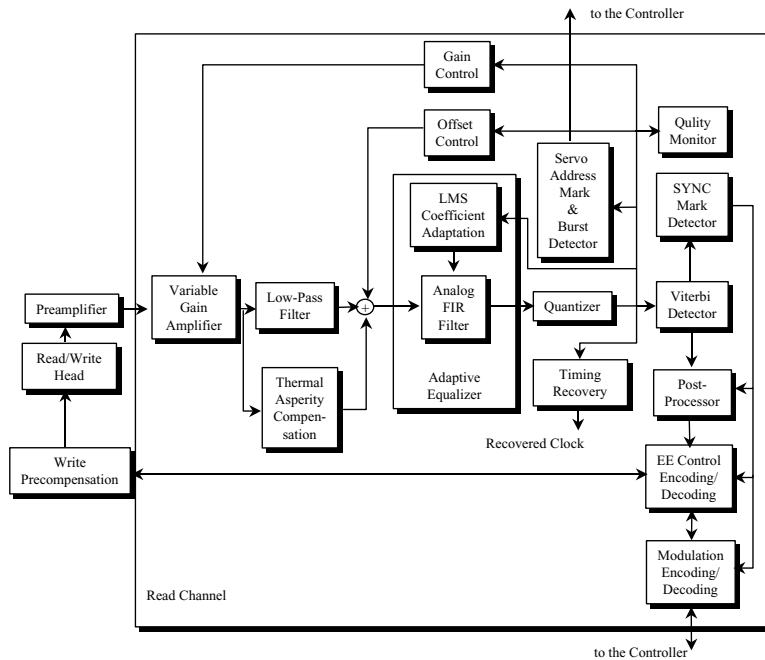 to the Controller
Gain
Control
Offset
Control
Qulity
Monitor
Servo
Address
Mark
&
Burst
Detector
SYNC
Mark
Detector
LMS
Coefficient
Adaptation
Preamplifier
Variable
Gain
Amplifier
Low-Pass
Filter
+
Analog
FIR
Filter
Quantizer
Viterbi
Detector
Read/Write
Head
Thermal
Asperity
Compen-
sation
Adaptive
Equalizer
Timing
Recovery
Post-
Processor
Recovered Clock
Write
Precompensation
EE Control
Encoding/
Decoding
Modulation
Encoding/
Decoding
Read Channel
to the Controller